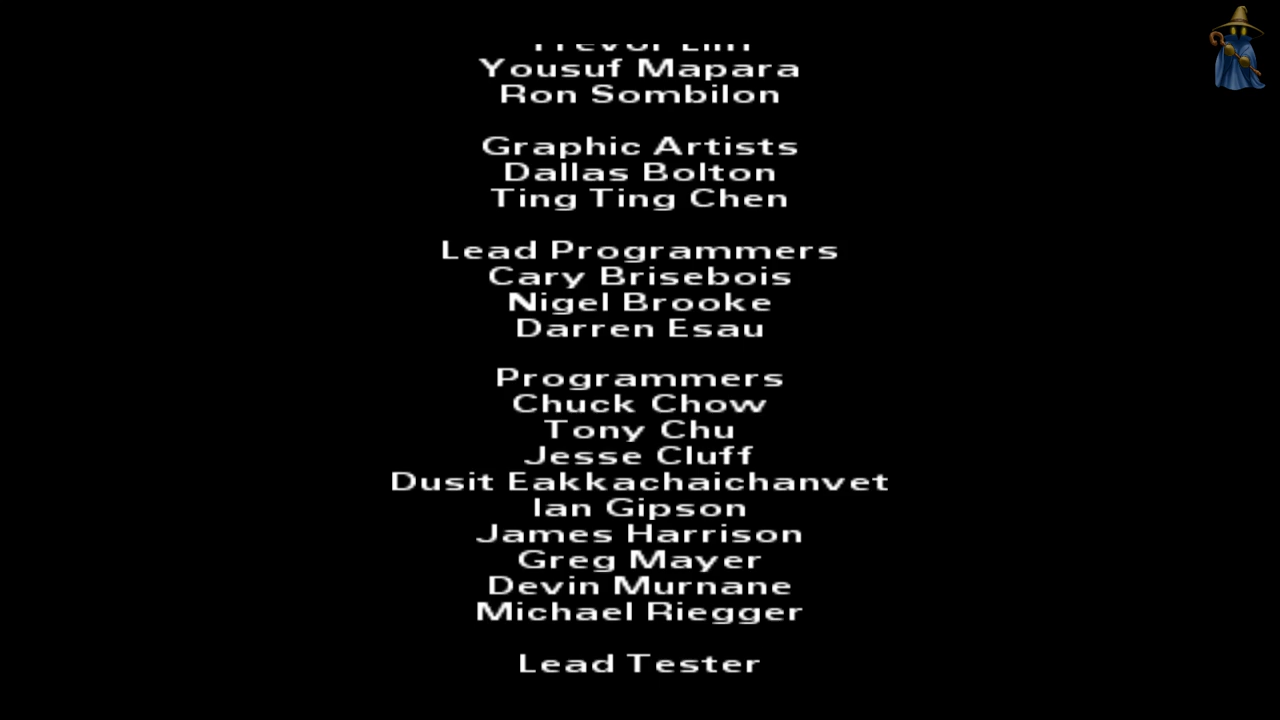 Trevor Lim
Yousuf Mapara
Ron Sombilon
Graphic Artists
Dallas Bolton
Ting Ting Chen
Lead Programmers
Cary Brisebois
Nigel Brooke
Darren Esau
Programmers
Chuck Chow
Tony Chu
Jesse Cluff
Dusit Eakkachaichanvet
Ian Gipson
James Harrison
Greg Mayer
Devin Murnane
Michael Riegger
Lead Tester